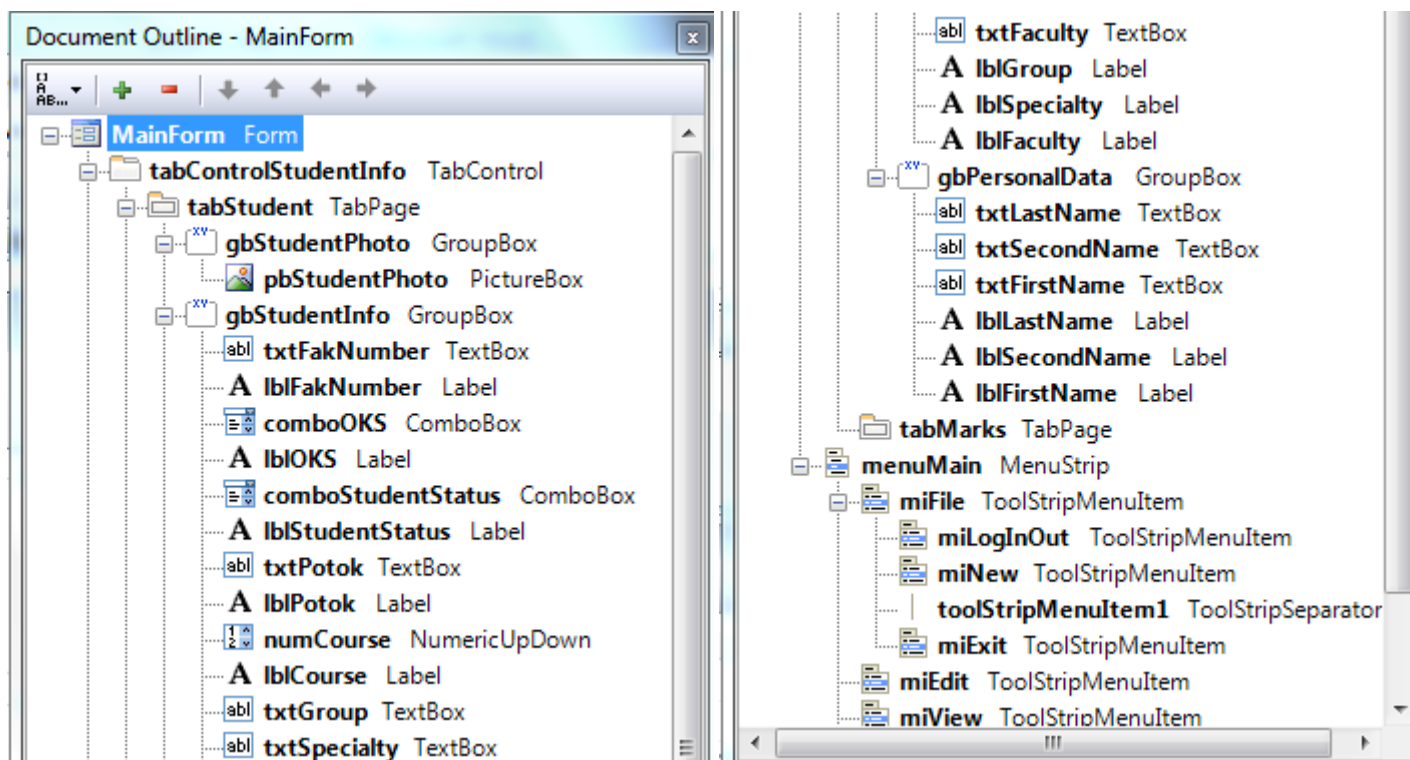 Document Outline - MainForm
MainForm Form
tabControlStudentInfo TabControl
tabStudent TabPage
gbStudentPhoto GroupBox
pbStudentPhoto PictureBox
gbStudentInfo GroupBox
txtFakNumber TextBox
lblFakNumber Label
comboOKS ComboBox
lblOKS Label
comboStudentStatus ComboBox
lblStudentStatus Label
txtPotok TextBox
lblPotok Label
numCourse NumericUpDown
lblCourse Label
txtGroup TextBox
txtSpecialty TextBox
txtFaculty TextBox
lblGroup Label
lblSpecialty Label
lblFaculty Label
gbPersonalData GroupBox
txtLastName TextBox
txtSecondName TextBox
txtFirstName TextBox
lblLastName Label
lblSecondName Label
lblFirstName Label
tabMarks TabPage
menuMain MenuStrip
miFile ToolStripMenuItem
miLogInOut ToolStripMenuItem
miNew ToolStripMenuItem
toolStripMenuItem1 ToolStripSeparator
miExit ToolStripMenuItem
miEdit ToolStripMenuItem
miView ToolStripMenuItem